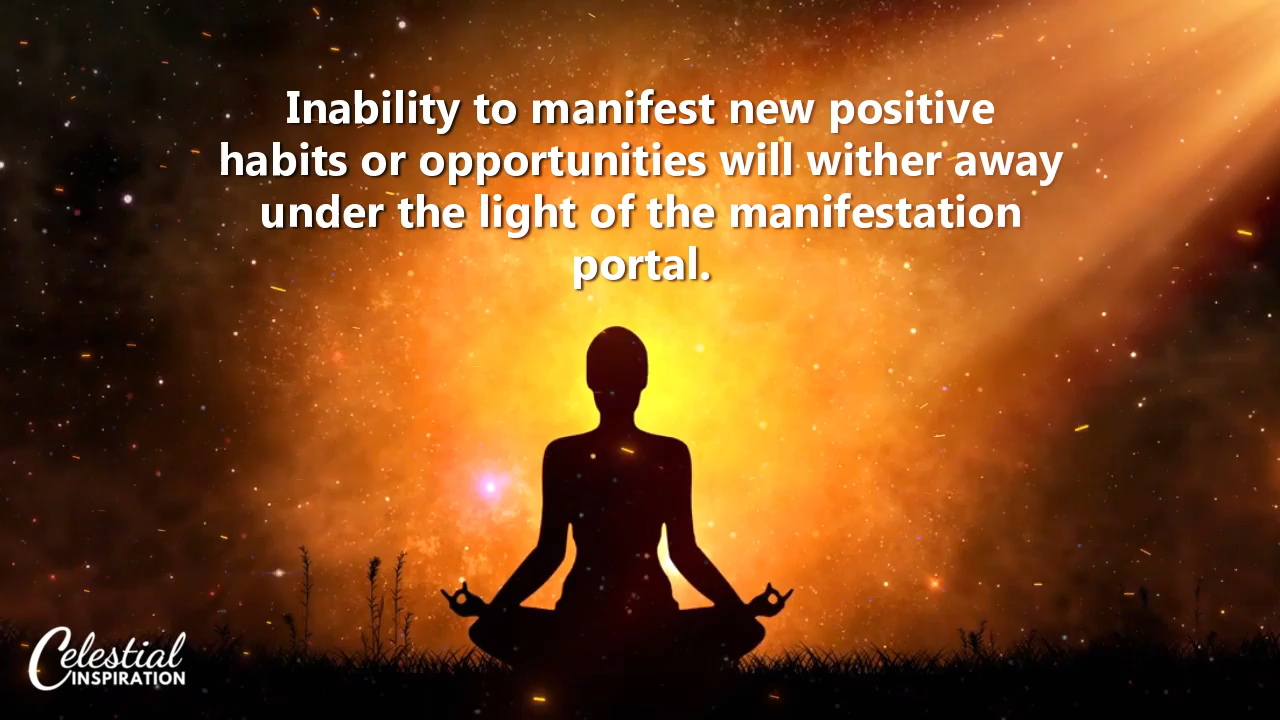 Inability to manifest new positive
habits or opportunities will wither away
under the light of the manifestation
portal.
Celestial
INSPIRATION